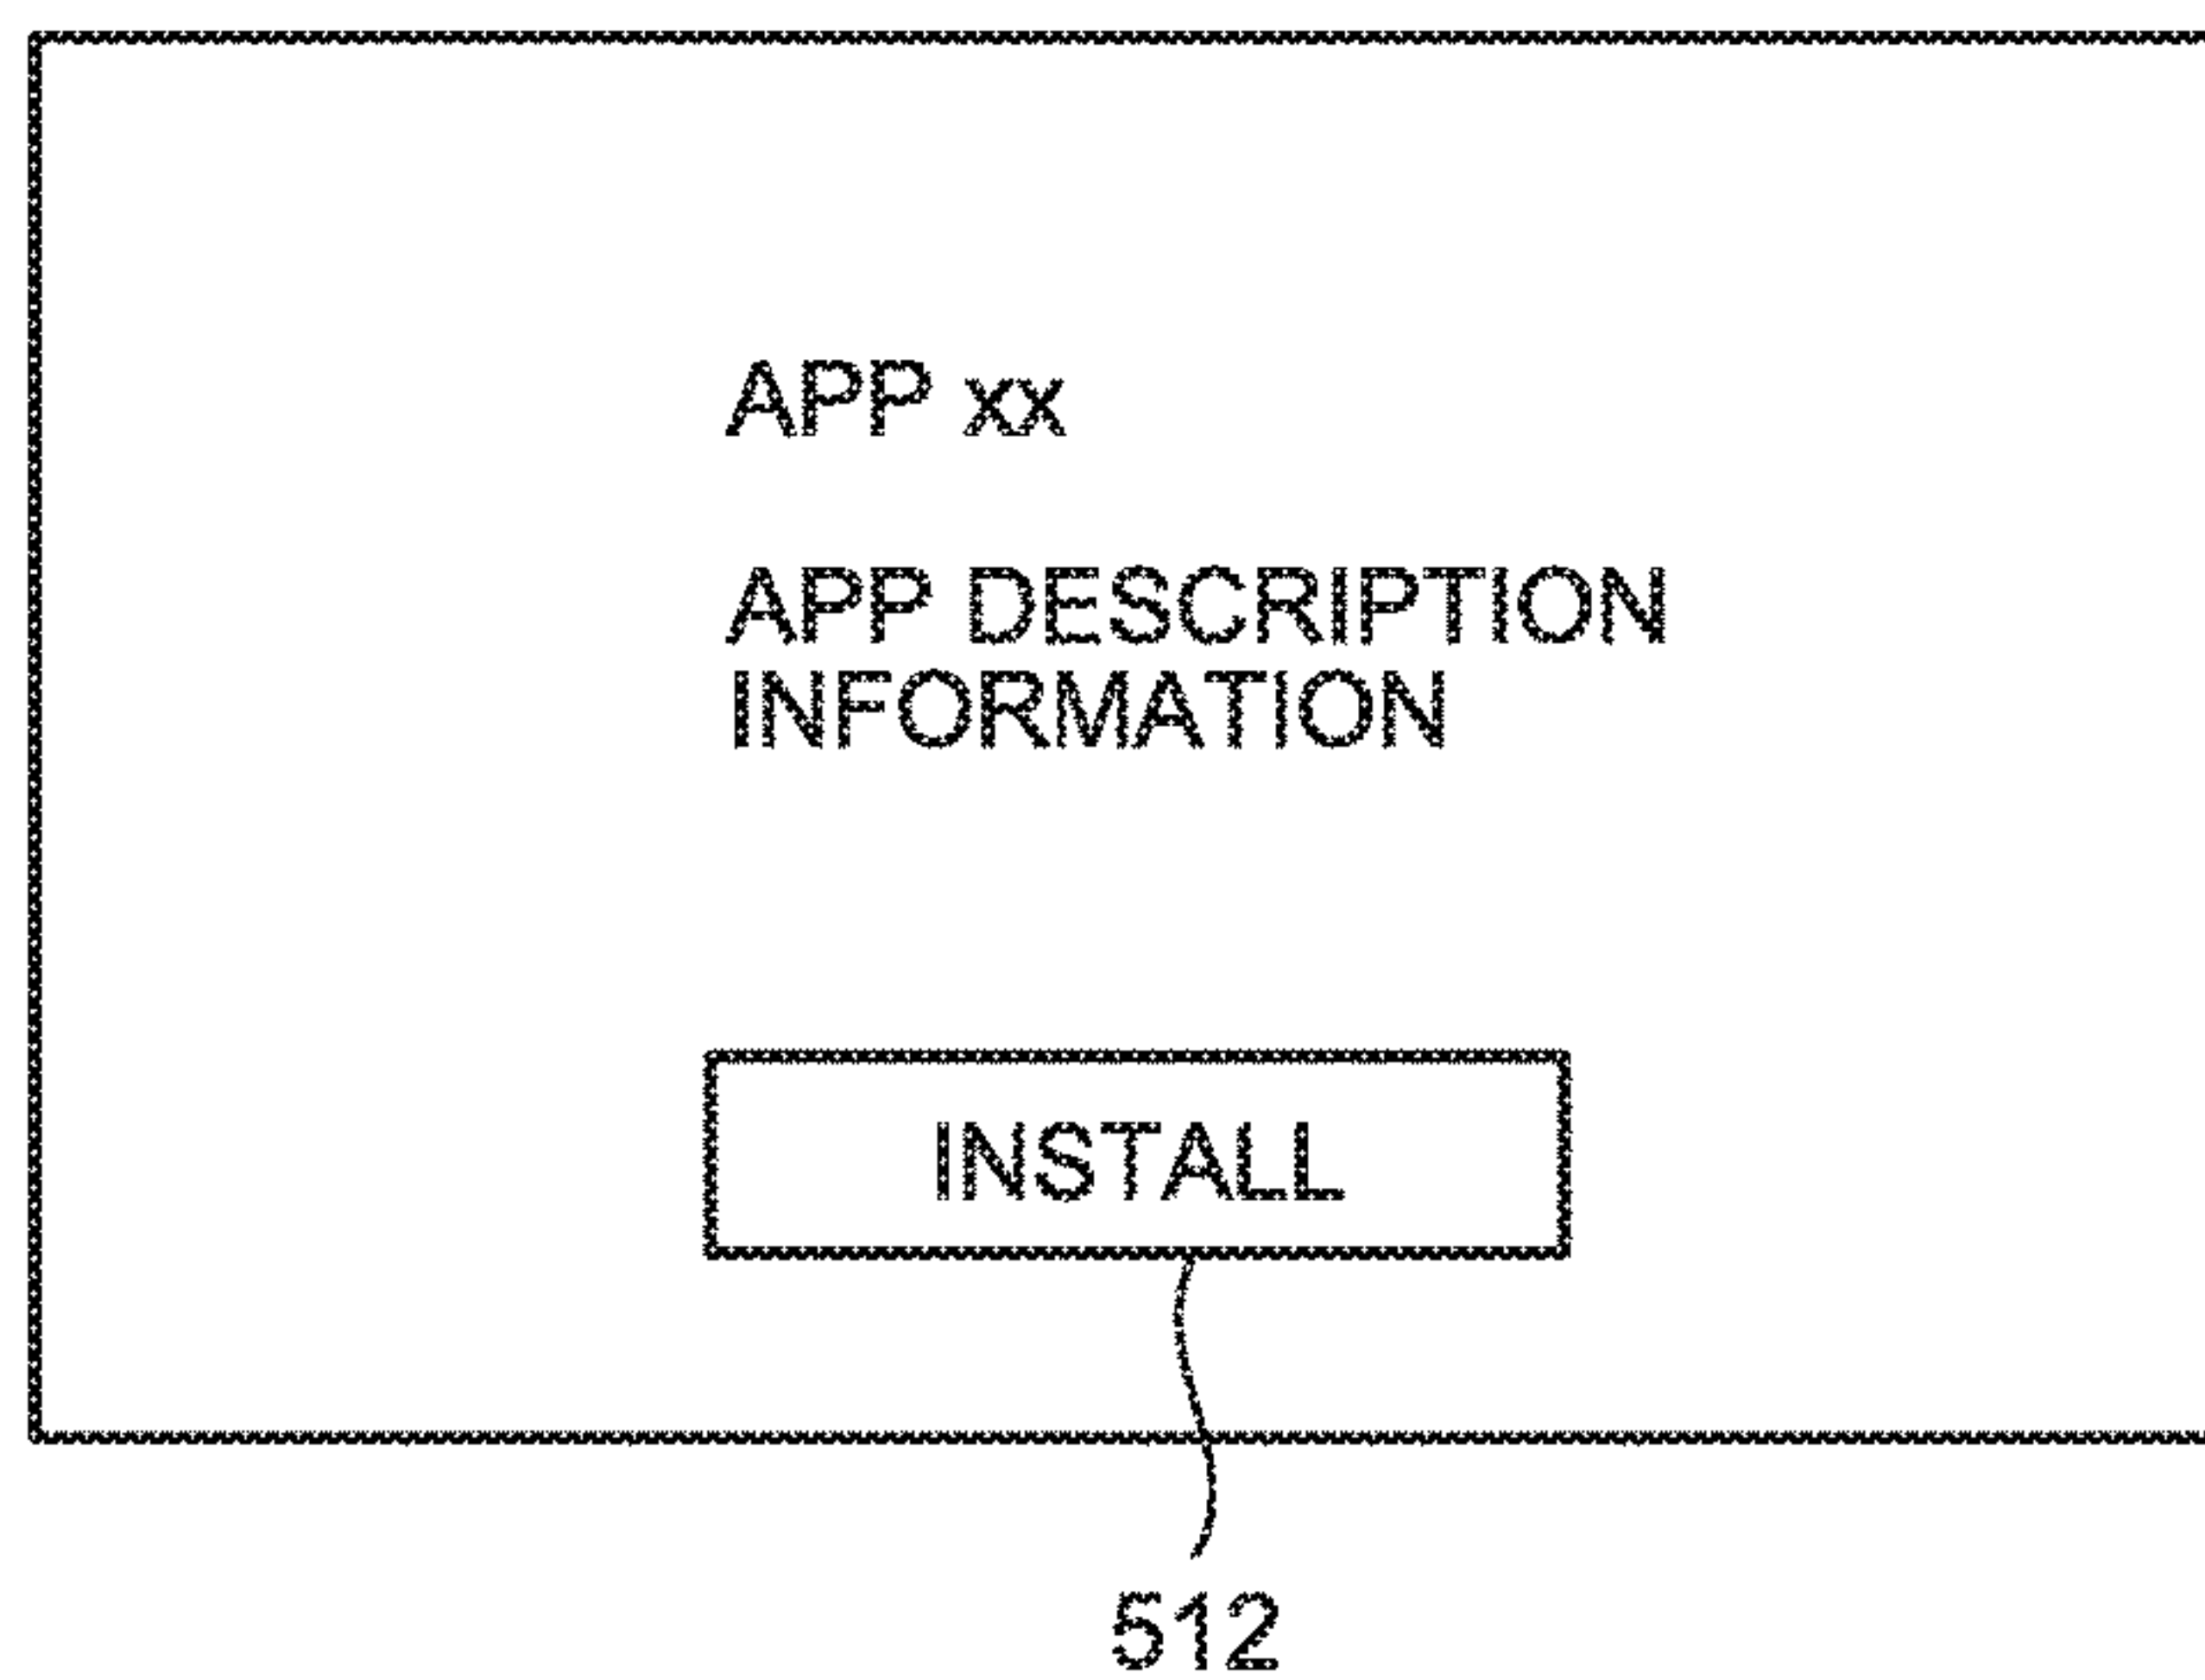 APP xx
APP DESCRIPTION
INFORMATION
INSTALL
512